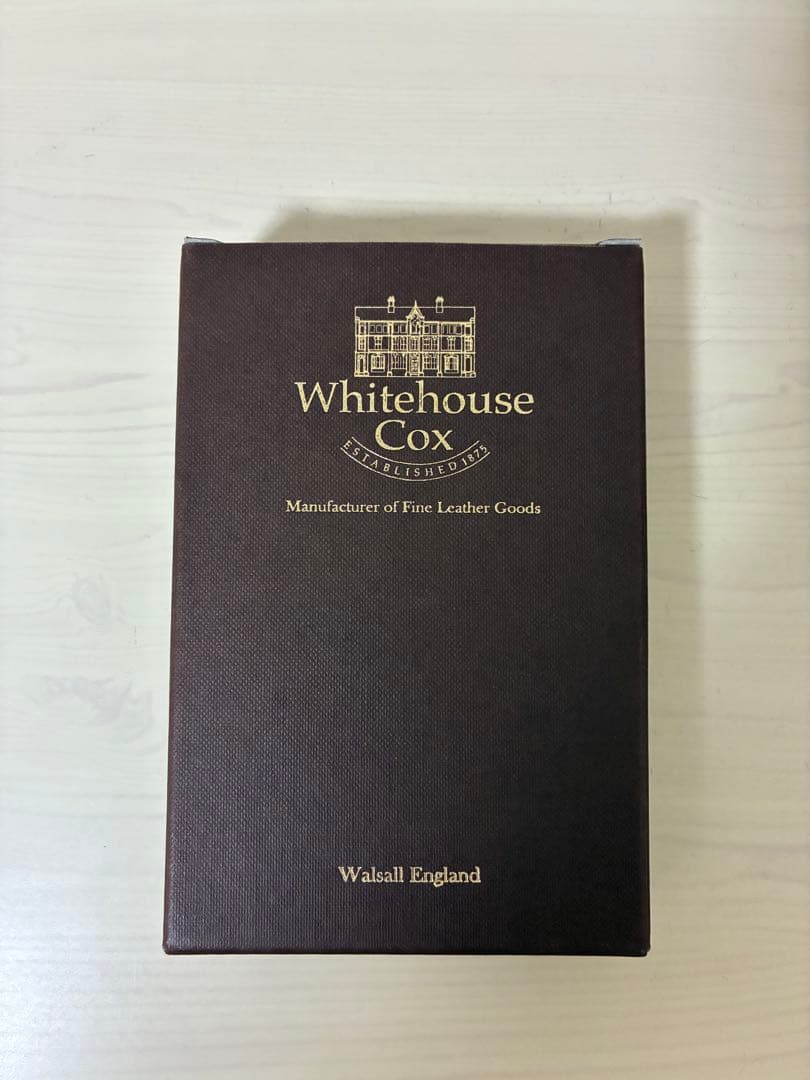 Whitehouse
Cox
ESTABLISHED 1875
Manufacturer of Fine Leather Goods
Walsall England